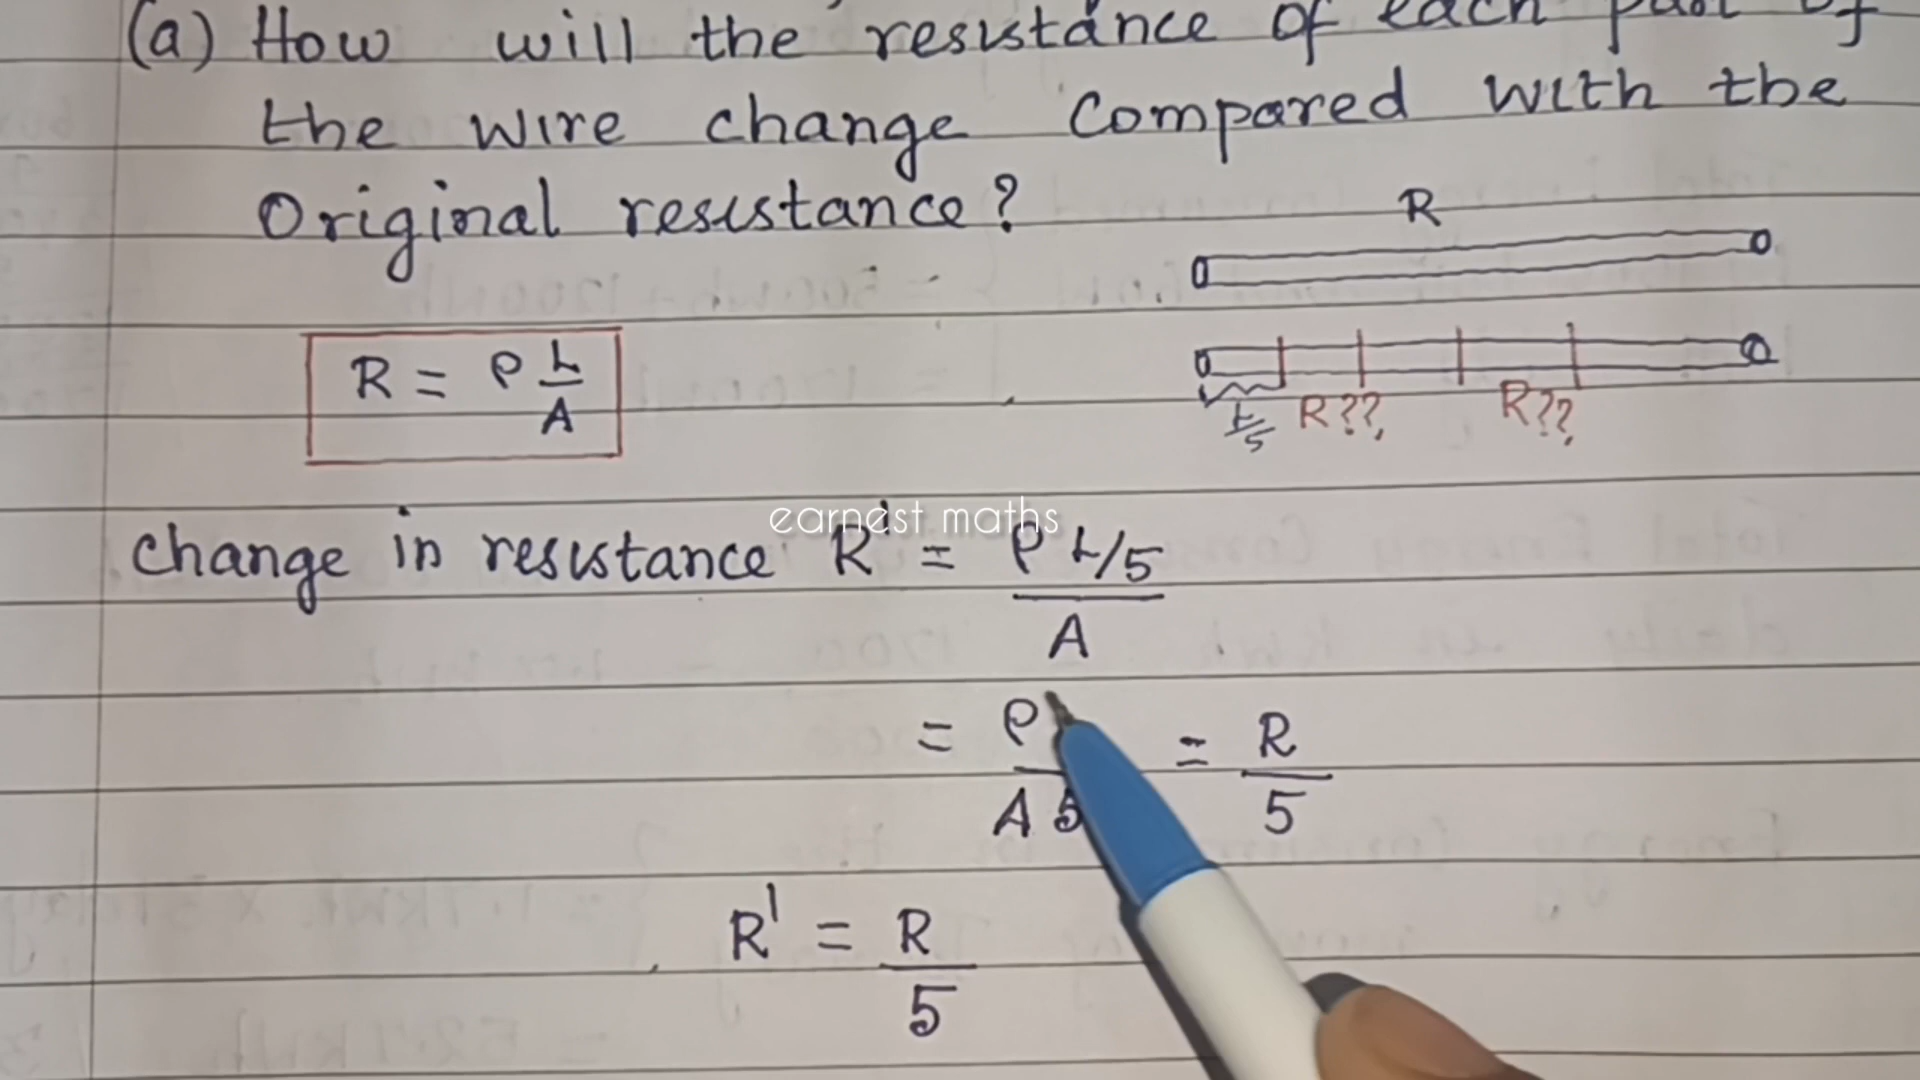 (a) How will the resistance of each part of
the wire change compared with the
Original resistance?
R
R = ρ L/A
L/5 R??, R??,
earnest maths
change in resistance R' = ρ L/5 / A
= ρ / A 5 = R/5
R' = R/5